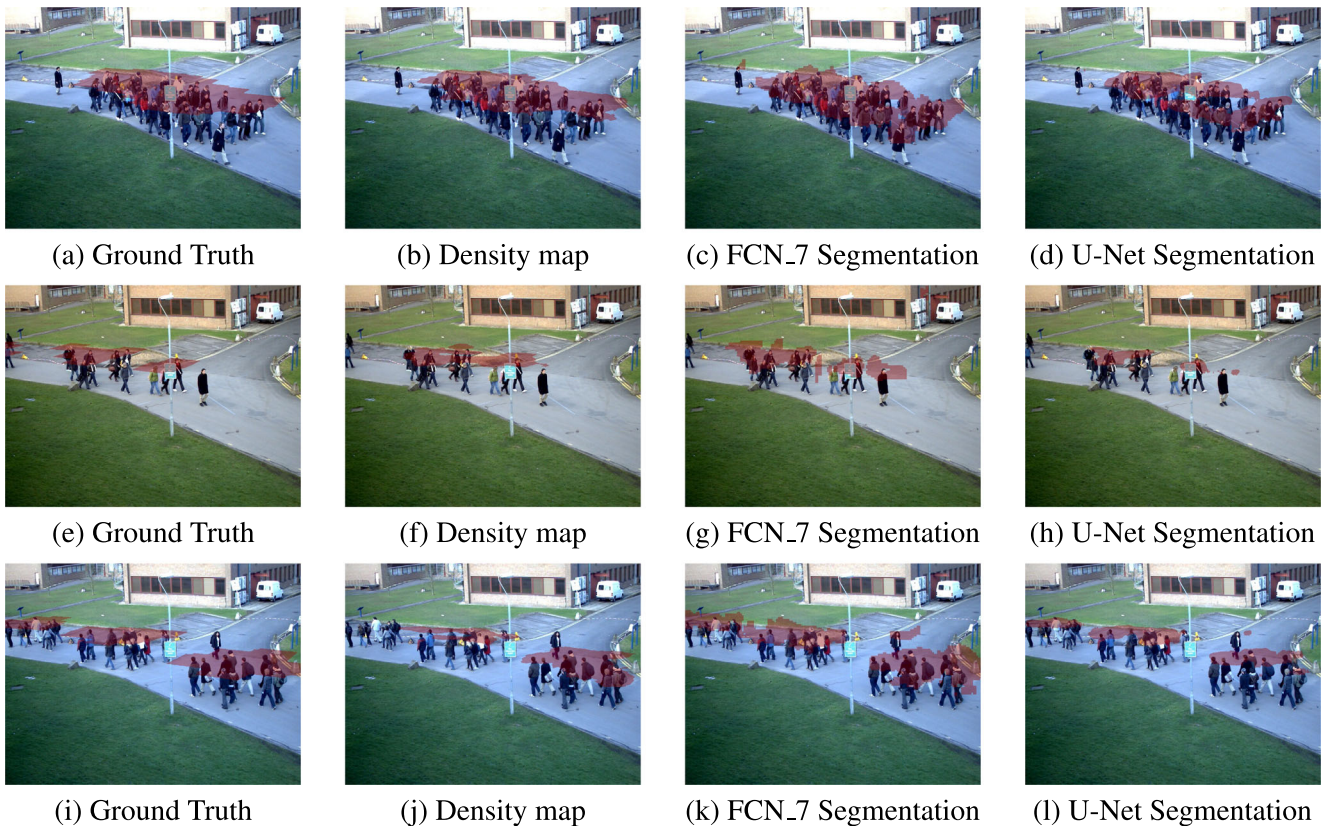 (a) Ground Truth
(b) Density map
(c) FCN_7 Segmentation
(d) U-Net Segmentation
(e) Ground Truth
(f) Density map
(g) FCN_7 Segmentation
(h) U-Net Segmentation
(i) Ground Truth
(j) Density map
(k) FCN_7 Segmentation
(l) U-Net Segmentation